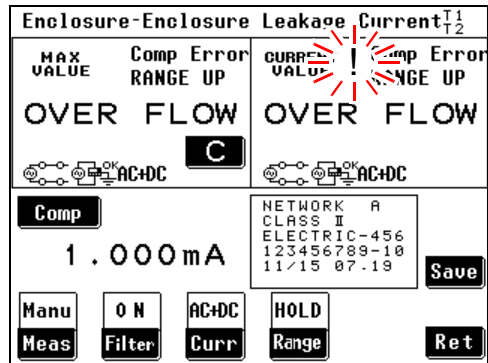 Enclosure-Enclosure Leakage Current T1 T2
MAX VALUE Comp Error RANGE UP
OVER FLOW
C
OK AC+DC
! Comp Error
OVER FLOW
OK AC+DC
Comp
1.000mA
NETWORK A
CLASS II
ELECTRIC-456
123456789-10
11/15 07.19
Save
Manu ON AC+DC HOLD
Meas Filter Curr Range Ret